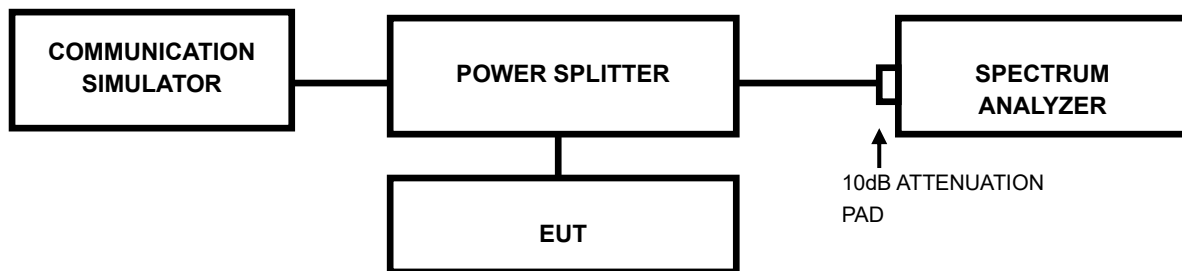 COMMUNICATION
SIMULATOR
POWER SPLITTER
SPECTRUM
ANALYZER
10dB ATTENUATION
PAD
EUT